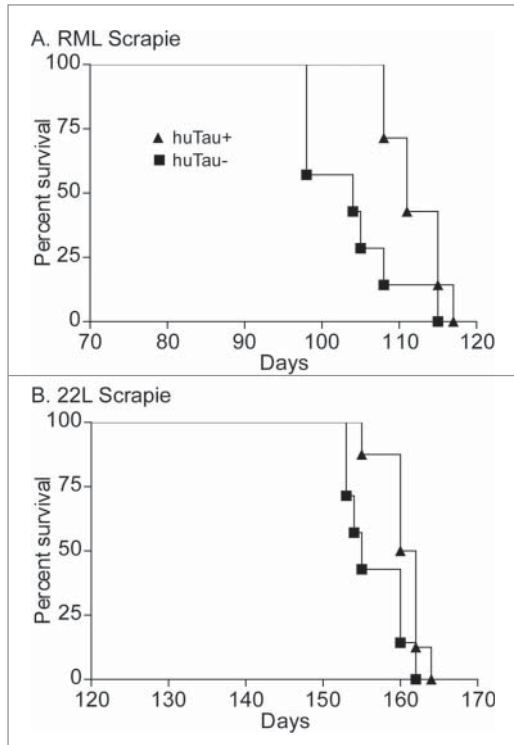 A. RML Scrapie
100
75
50
25
0
Percent survival
huTau+
huTau-
70 80 90 100 110 120
Days
B. 22L Scrapie
100
75
50
25
0
Percent survival
120 130 140 150 160 170
Days